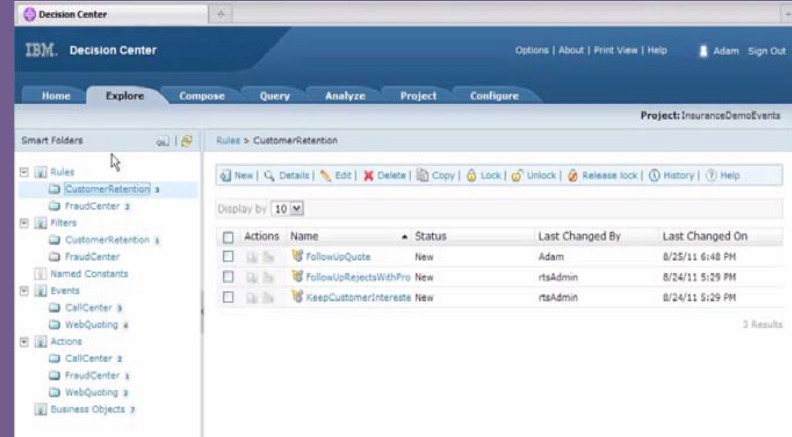 Decision Center
IBM. Decision Center
Options | About | Print View | Help
Adam Sign Out
Home Explore Compose Query Analyze Project Configure
Project: InsuranceDemoEvents
Smart Folders
Rules > CustomerRetention
Rules
CustomerRetention 3
FraudCenter 2
Filters
CustomerRetention 1
FraudCenter
Named Constants
Events
CallCenter 3
WebQuoting 4
Actions
CallCenter 2
FraudCenter 1
WebQuoting 2
Business Objects 7
New | Details | Edit | Delete | Copy | Lock | Unlock | Release lock | History | Help
Display by 10
Actions Name Status Last Changed By Last Changed On
FollowUpQuote New Adam 8/25/11 6:48 PM
FollowUpRejectsWithPro New rtsAdmin 8/24/11 5:29 PM
KeepCustomerIntereste New rtsAdmin 8/24/11 5:29 PM
3 Results